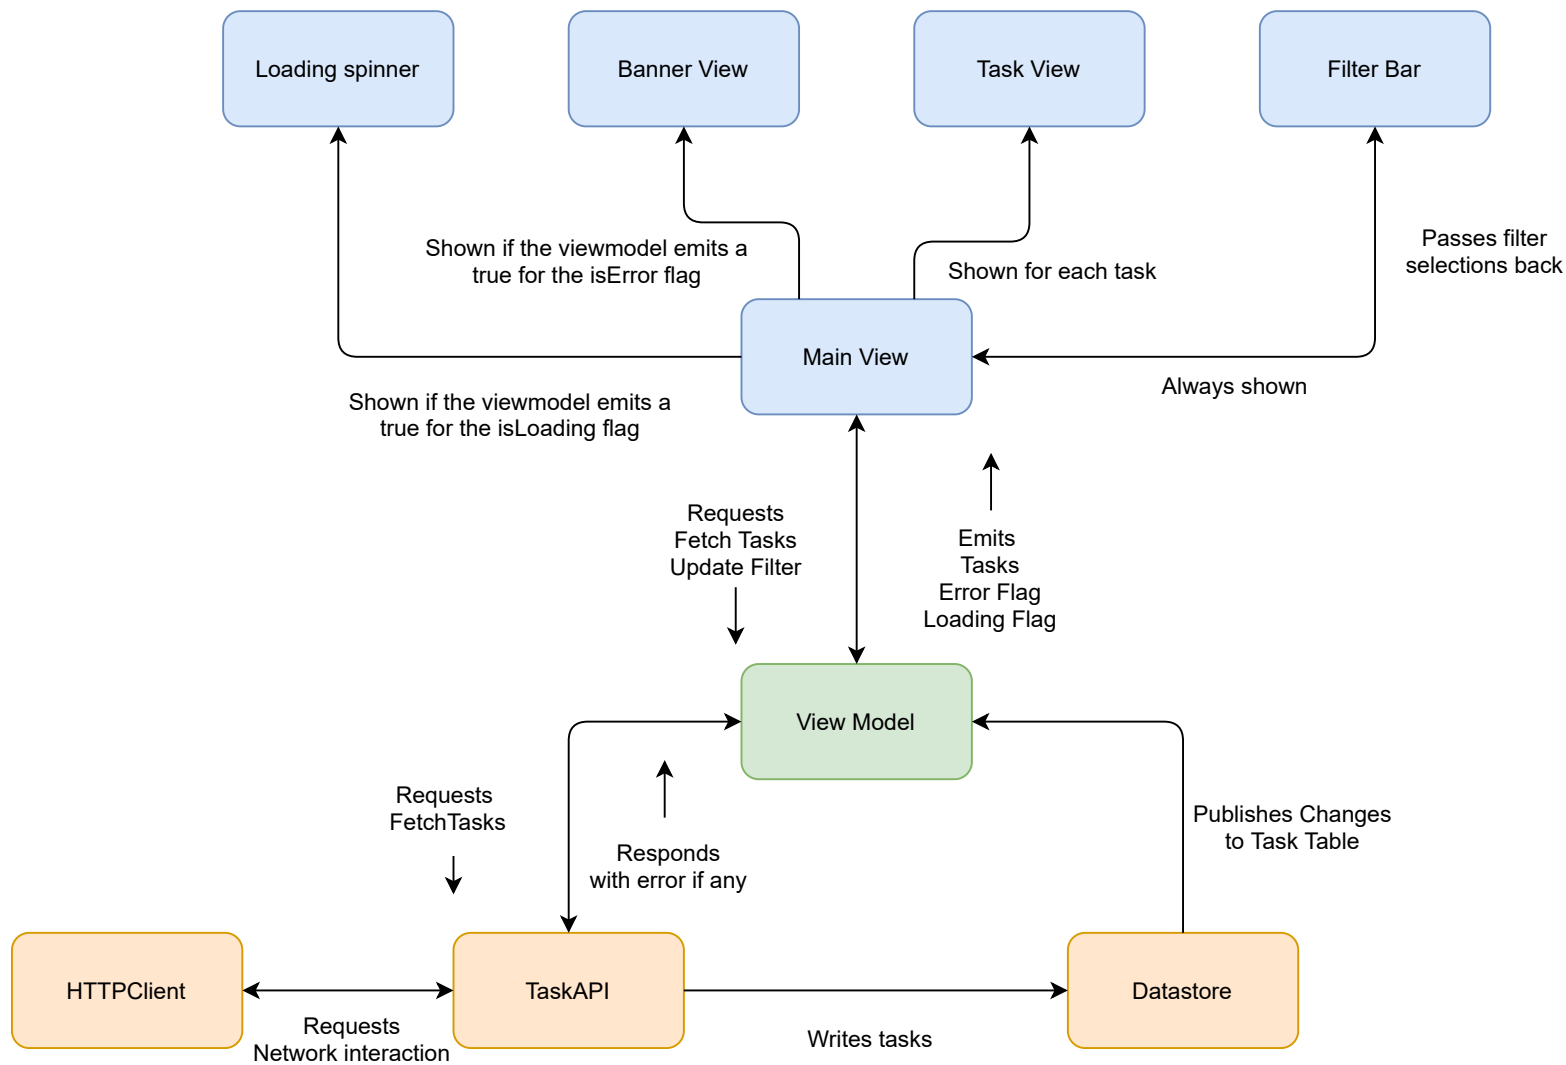 Loading spinner
Banner View
Task View
Filter Bar
Shown if the viewmodel emits a
true for the isError flag
Shown for each task
Passes filter
selections back
Main View
Always shown
Shown if the viewmodel emits a
true for the isLoading flag
Requests
Fetch Tasks
Update Filter
Emits
Tasks
Error Flag
Loading Flag
View Model
Requests
FetchTasks
Responds
with error if any
Publishes Changes
to Task Table
HTTPClient
TaskAPI
Datastore
Requests
Network interaction
Writes tasks